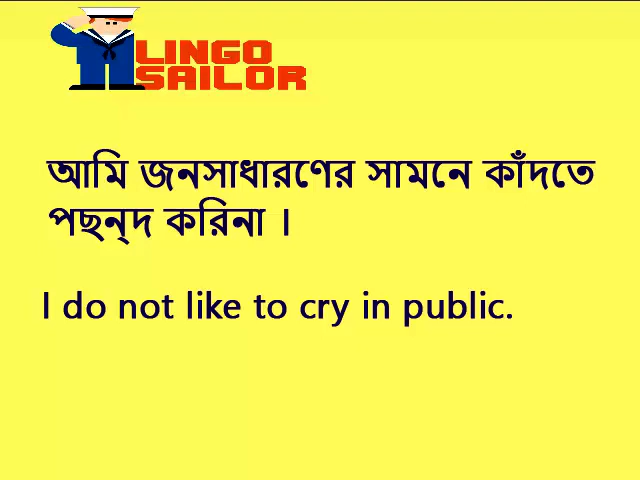 LINGO
SAILOR
আমি জনসাধারণের সামনে কাঁদতে
পছন্দ করিনা ।
I do not like to cry in public.